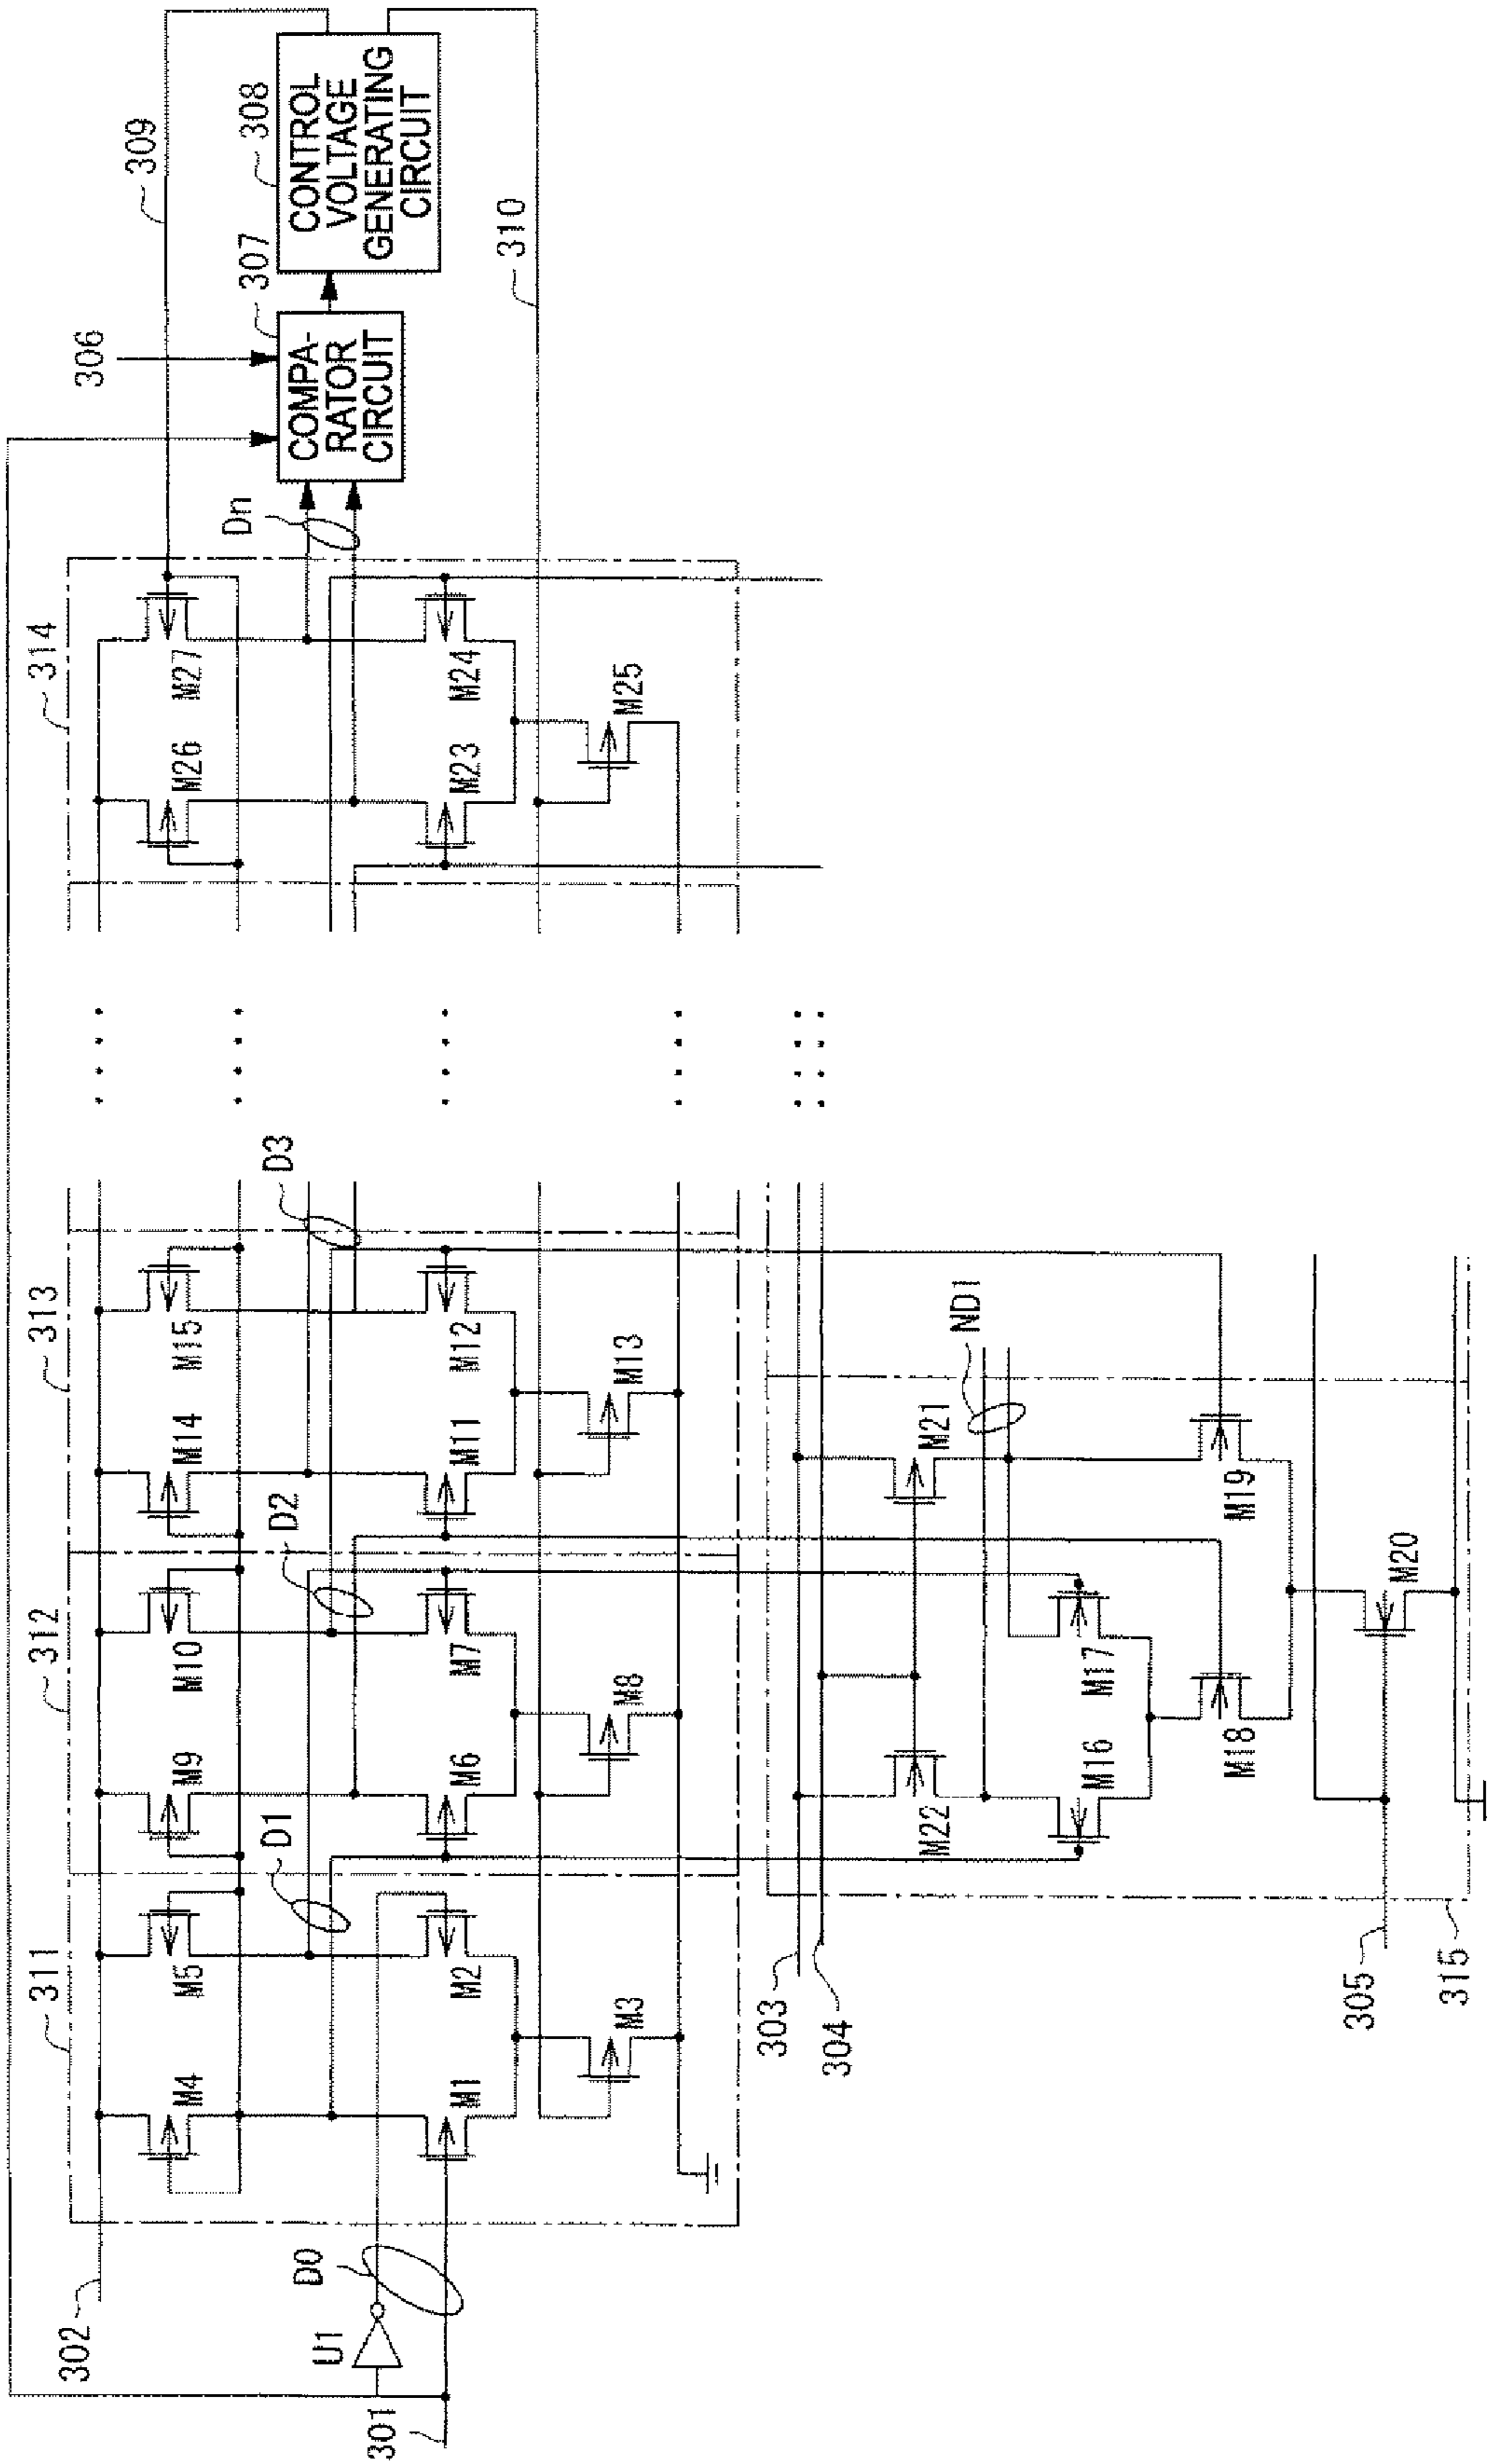 309
308
CONTROL
VOLTAGE
GENERATING
CIRCUIT
306
307
COMPA-
RATOR
CIRCUIT
310
Dn
314
M26
M27
M23
M24
M25
D3
313
M14
M15
M11
M12
M13
312
D2
M9
M10
M6
M7
M8
311
D1
M4
M5
M1
M2
M3
302
D0
U1
301
303
304
ND1
M22
M21
M16
M17
M18
M19
M20
305
315